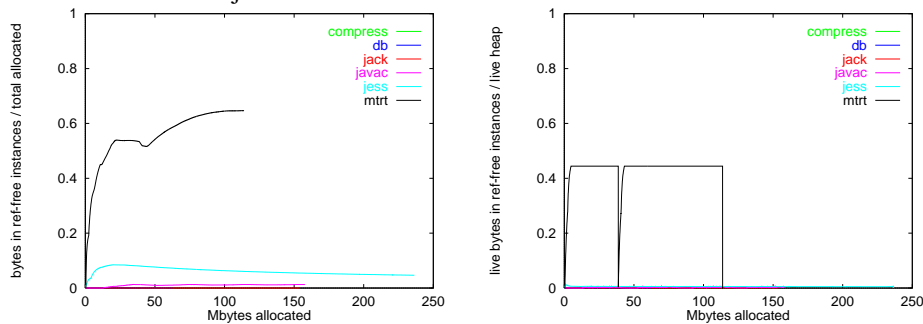 bytes in ref-free instances / total allocated
1
0.8
0.6
0.4
0.2
0
compress
db
jack
javac
jess
mtrt
0 50 100 150 200 250
Mbytes allocated
live bytes in ref-free instances / live heap
1
0.8
0.6
0.4
0.2
0
compress
db
jack
javac
jess
mtrt
0 50 100 150 200 250
Mbytes allocated